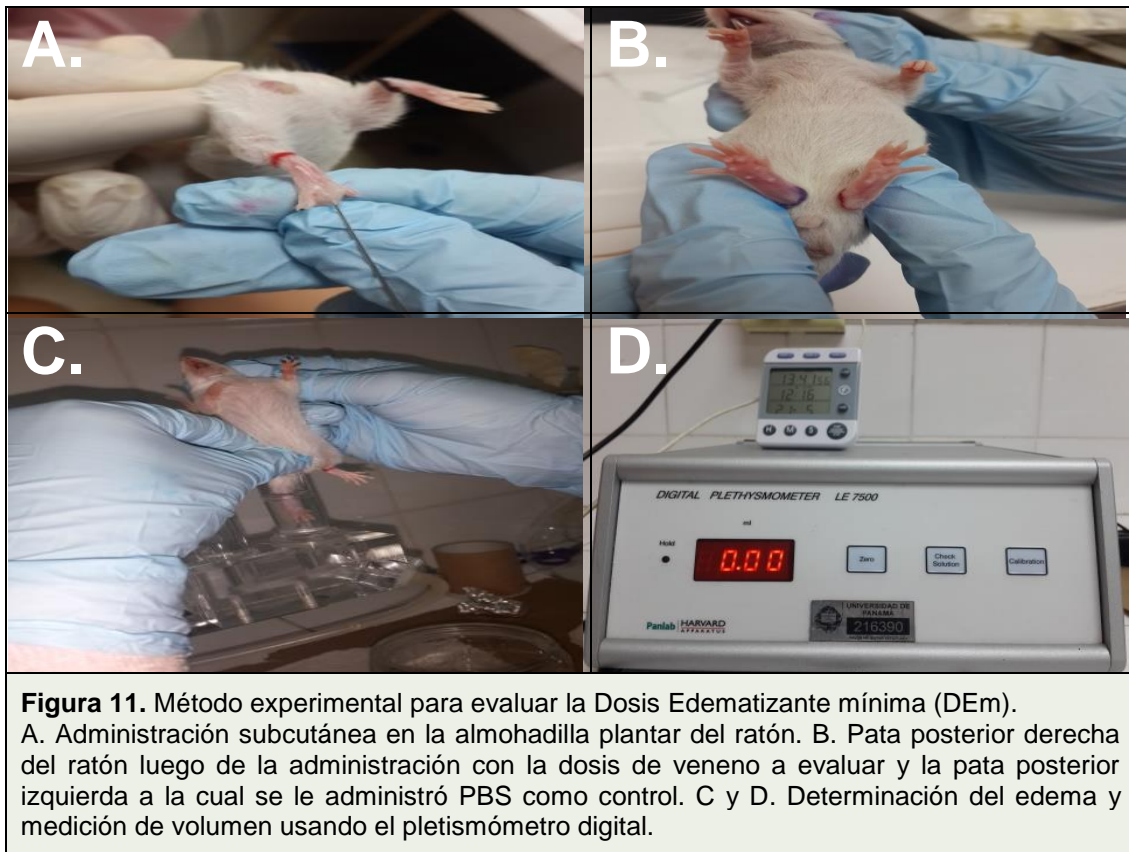 A.
B.
C.
D.
DIGITAL PLETHYSMOMETER LE 7500
ml
Hold
0.00
Zero
Check
Solution
Calibration
UNIVERSIDAD DE
PANAMÁ
216390
Panlab HARVARD
APPARATUS
H M S
Figura 11. Método experimental para evaluar la Dosis Edematizante mínima (DEm).
A. Administración subcutánea en la almohadilla plantar del ratón. B. Pata posterior derecha
del ratón luego de la administración con la dosis de veneno a evaluar y la pata posterior
izquierda a la cual se le administró PBS como control. C y D. Determinación del edema y
medición de volumen usando el pletismómetro digital.